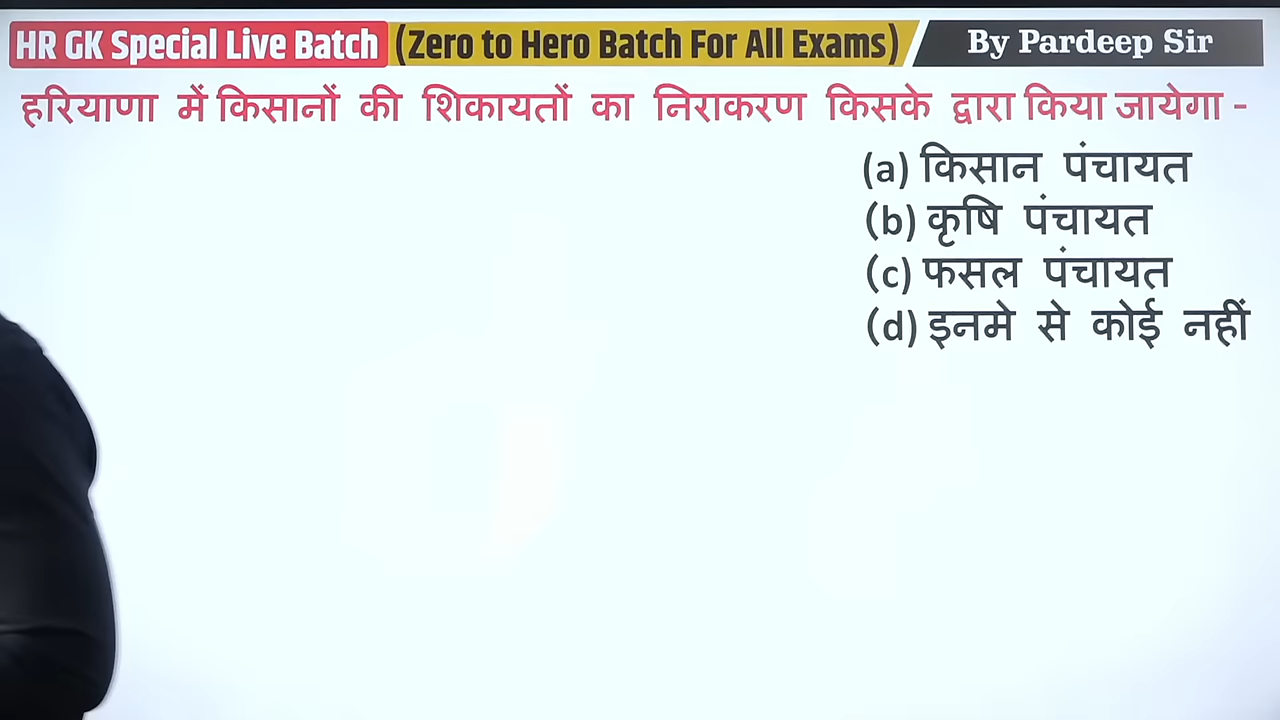 HR GK Special Live Batch (Zero to Hero Batch For All Exams) By Pardeep Sir
हरियाणा में किसानों की शिकायतों का निराकरण किसके द्वारा किया जायेगा -
(a) किसान पंचायत
(b) कृषि पंचायत
(c) फसल पंचायत
(d) इनमे से कोई नहीं